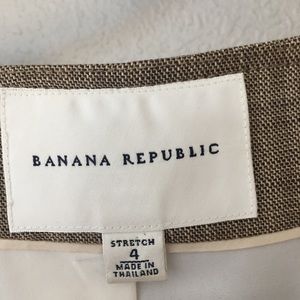 BANANA REPUBLIC
STRETCH
4
MADE IN
THAILAND